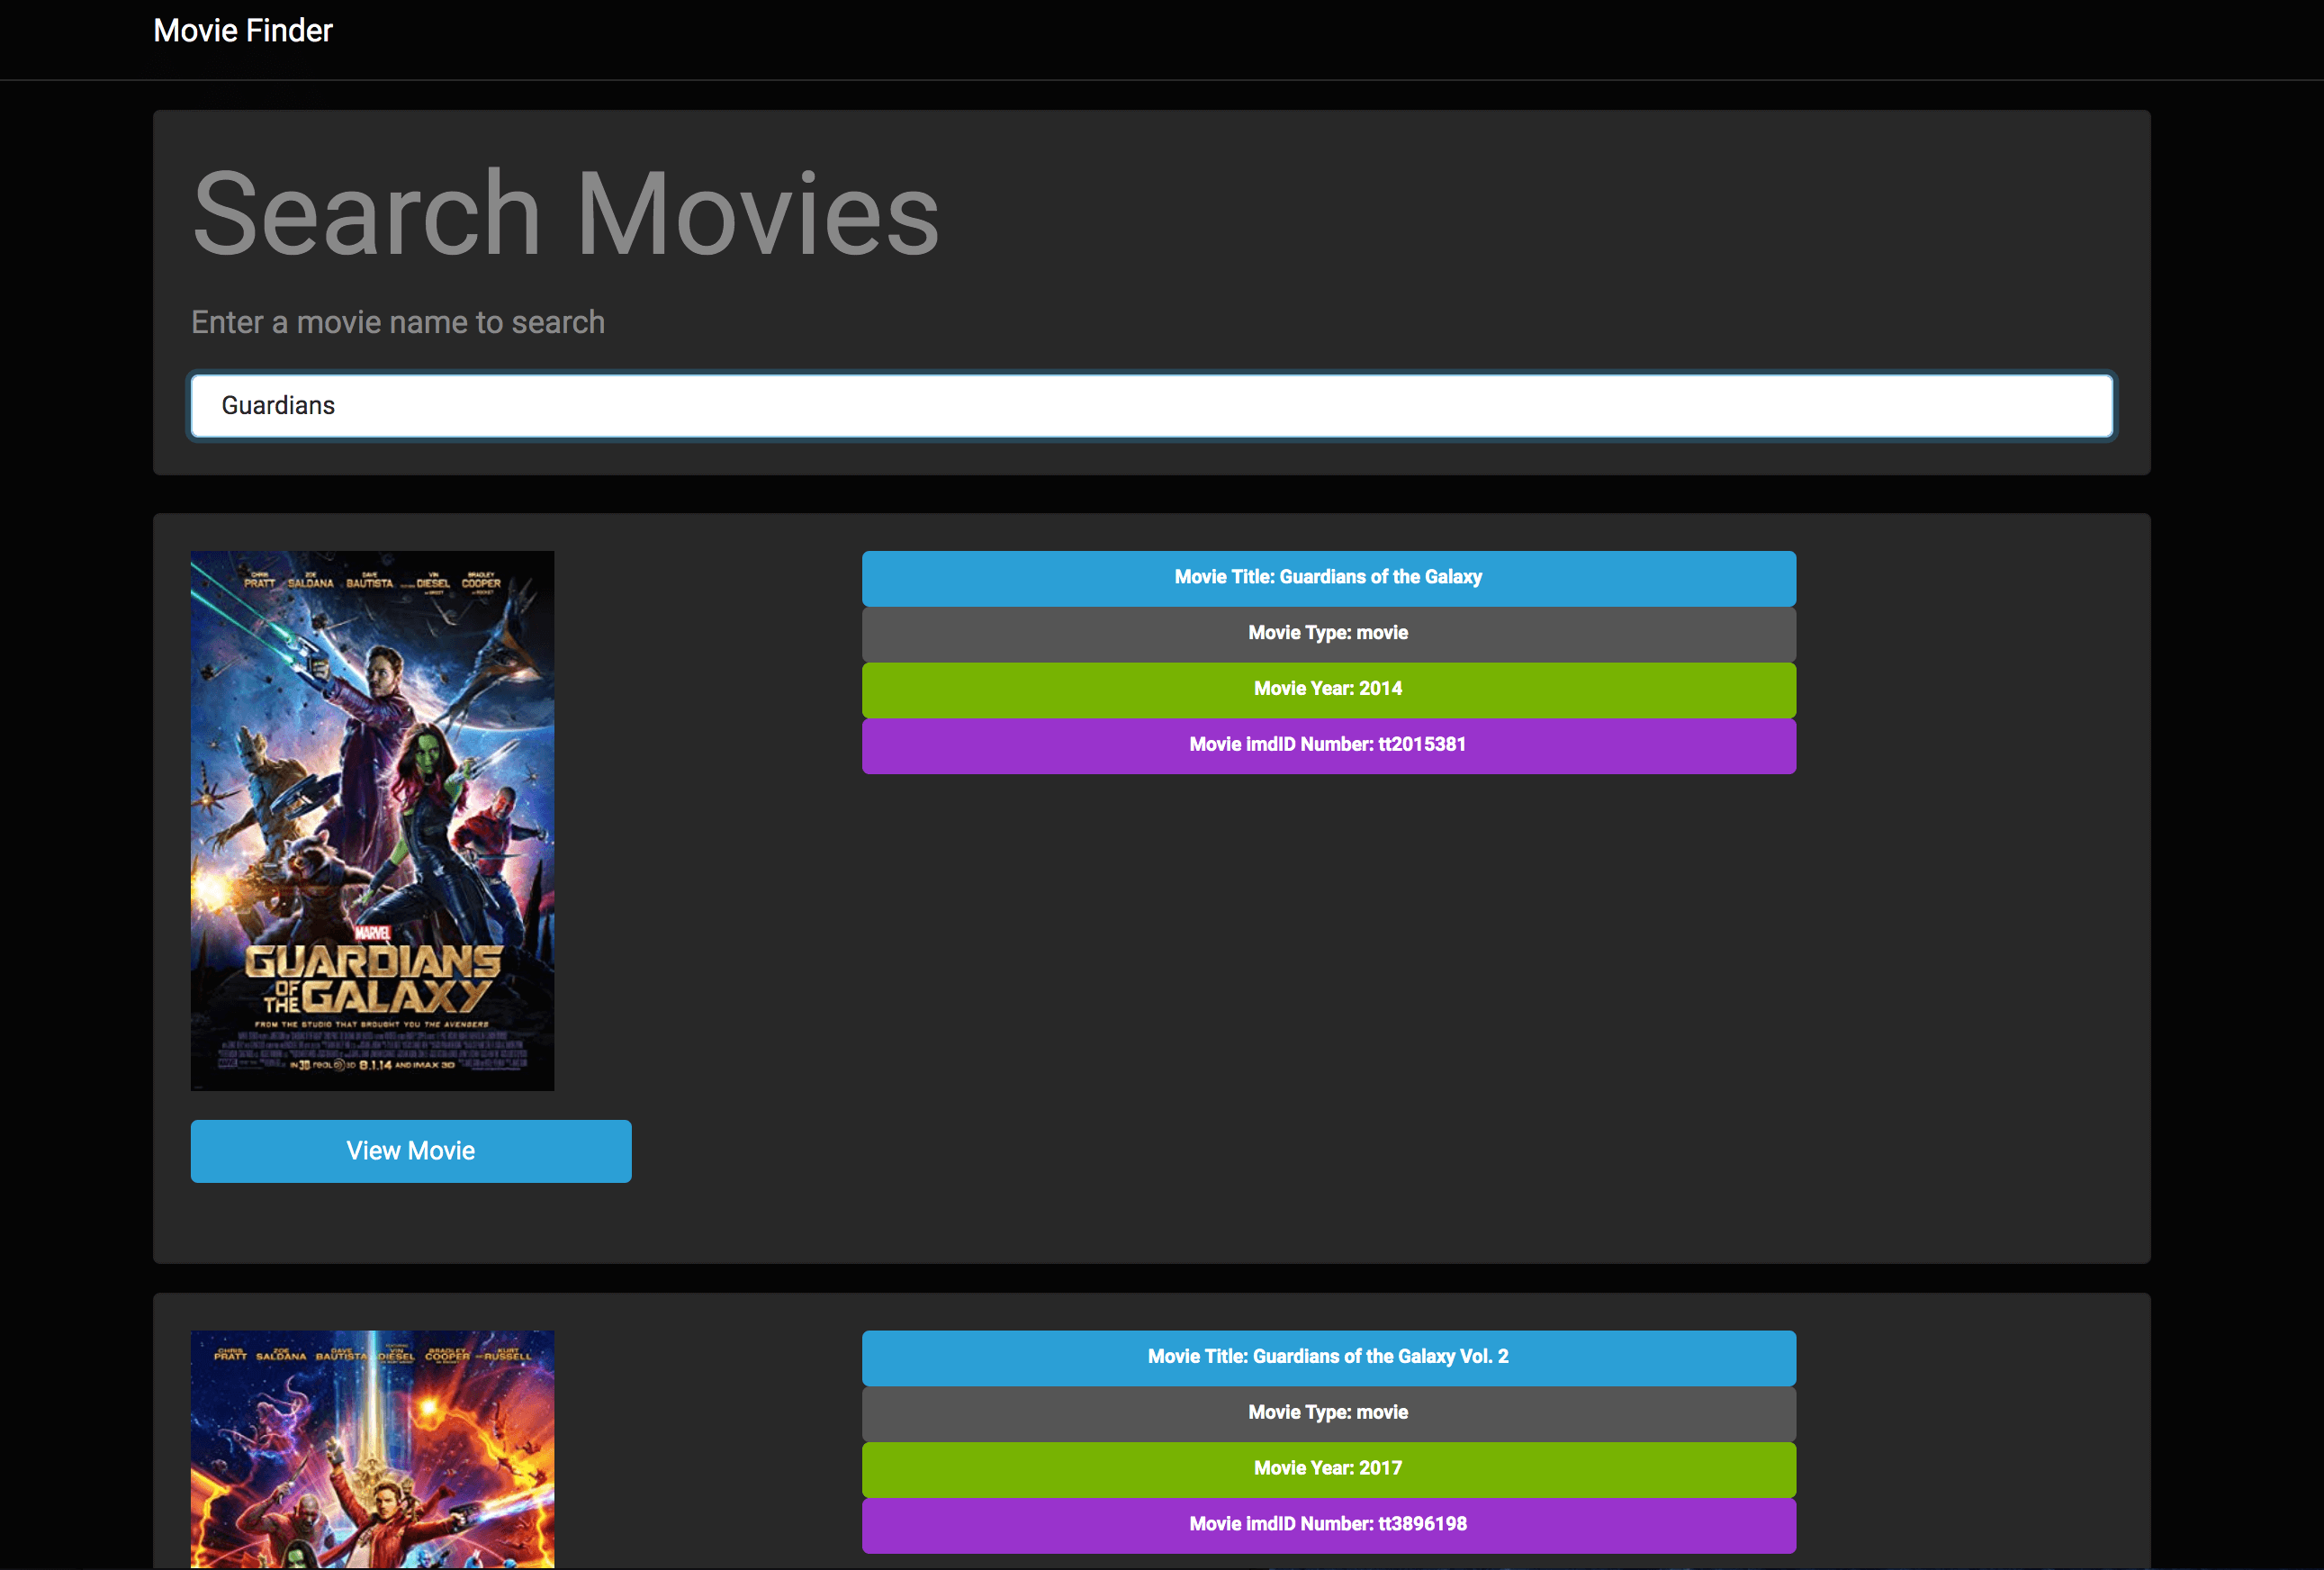 Movie Finder
Search Movies
Enter a movie name to search
Guardians
CHRIS ZOE DAVE VIN BRADLEY
PRATT SALDANA BAUTISTA DIESEL COOPER
MARVEL
GUARDIANS
OF
THE GALAXY
FROM THE STUDIO THAT BROUGHT YOU THE AVENGERS
IN 3D REAL D 3D 8.1.14 AND IMAX 3D
View Movie
Movie Title: Guardians of the Galaxy
Movie Type: movie
Movie Year: 2014
Movie imdID Number: tt2015381
CHRIS ZOE DAVE VIN BRADLEY KURT
PRATT SALDANA BAUTISTA DIESEL COOPER RUSSELL
Movie Title: Guardians of the Galaxy Vol. 2
Movie Type: movie
Movie Year: 2017
Movie imdID Number: tt3896198